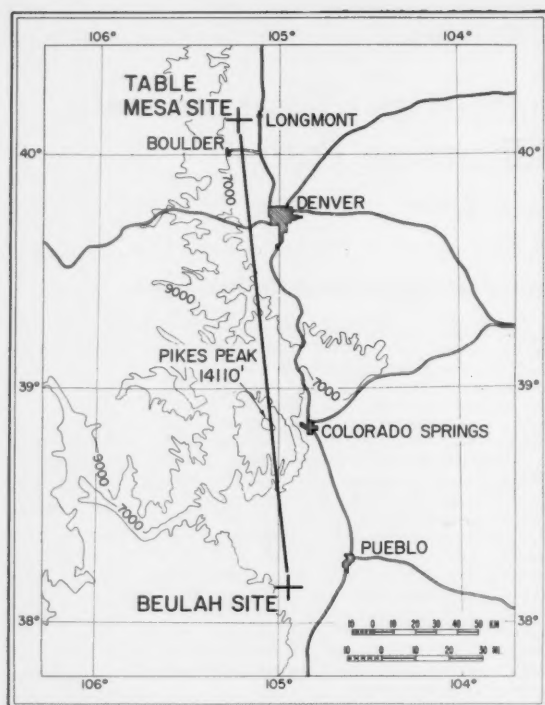 106° 105° 104°
TABLE
MESA SITE
LONGMONT
BOULDER
40° 40°
7000
DENVER
9000
PIKES PEAK
14110'
7000
39° 39°
COLORADO SPRINGS
9000
7000
PUEBLO
BEULAH SITE
38° 38°
10 0 10 20 30 40 50 KM
10 0 10 20 30 MI
106° 105° 104°